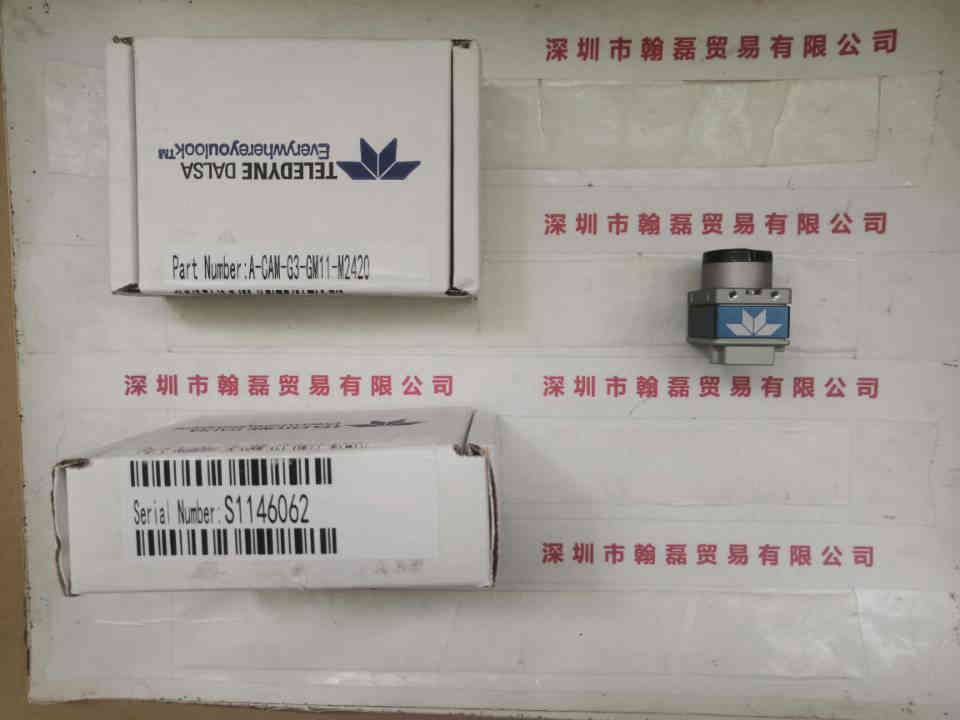 深圳市翰磊贸易有限公司
TELEDYNE DALSA
Everywhereyoulook™
深圳市翰磊贸易有限公司
Part Number:A-CAM-G3-GM11-M2420
深圳市翰磊贸易有限公司
深圳市翰磊贸易有限公司
Serial Number:S1146062
深圳市翰磊贸易有限公司